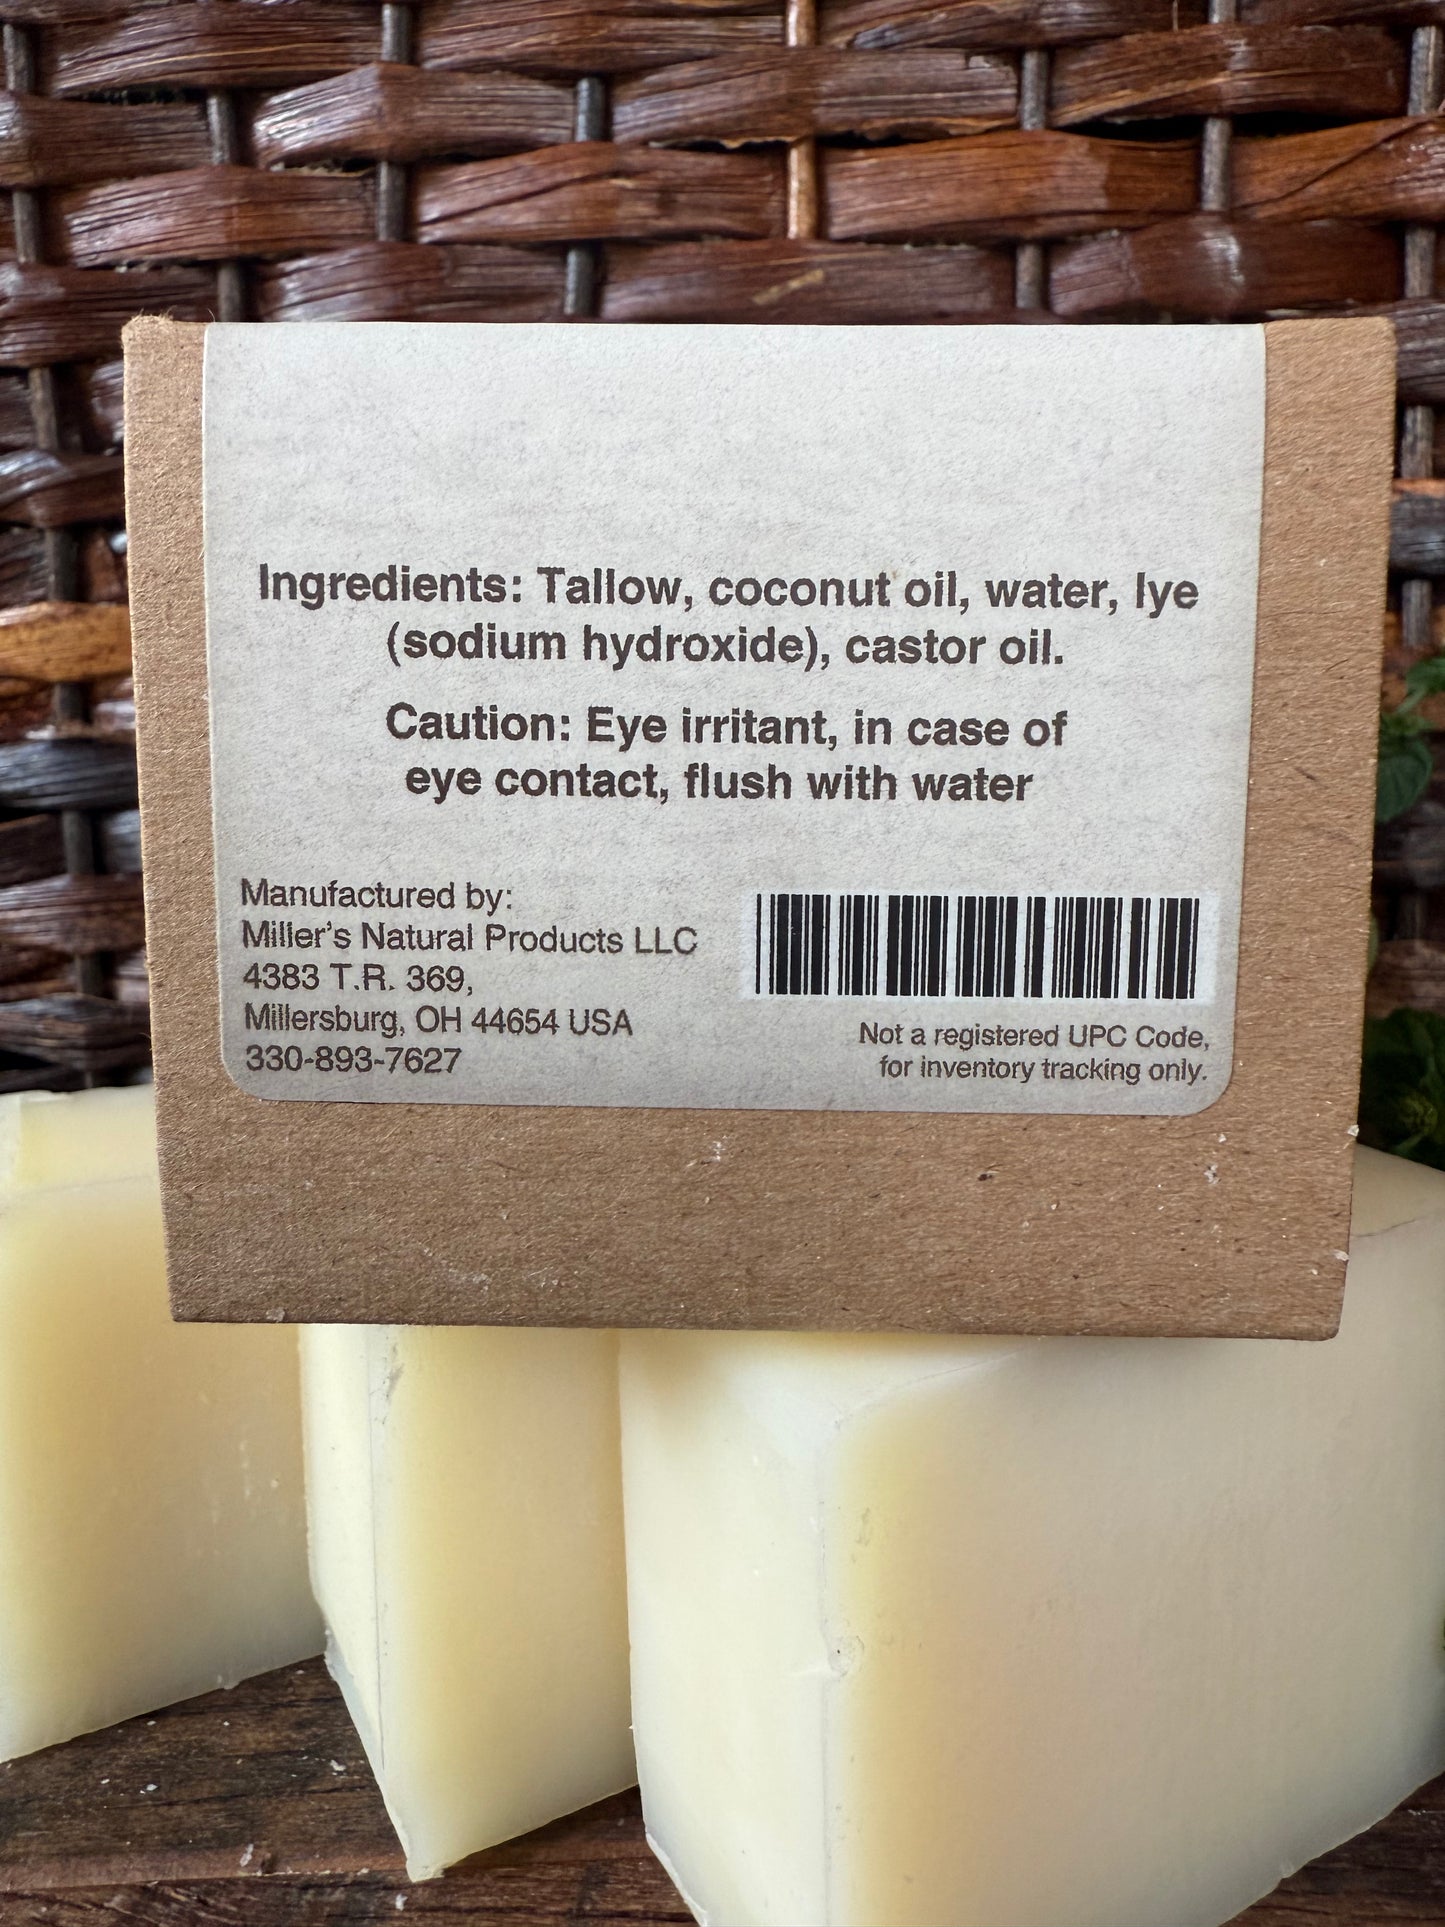 Ingredients: Tallow, coconut oil, water, lye
(sodium hydroxide), castor oil.
Caution: Eye irritant, in case of
eye contact, flush with water
Manufactured by:
Miller's Natural Products LLC
4383 T.R. 369,
Millersburg, OH 44654 USA
330-893-7627
Not a registered UPC Code,
for inventory tracking only.